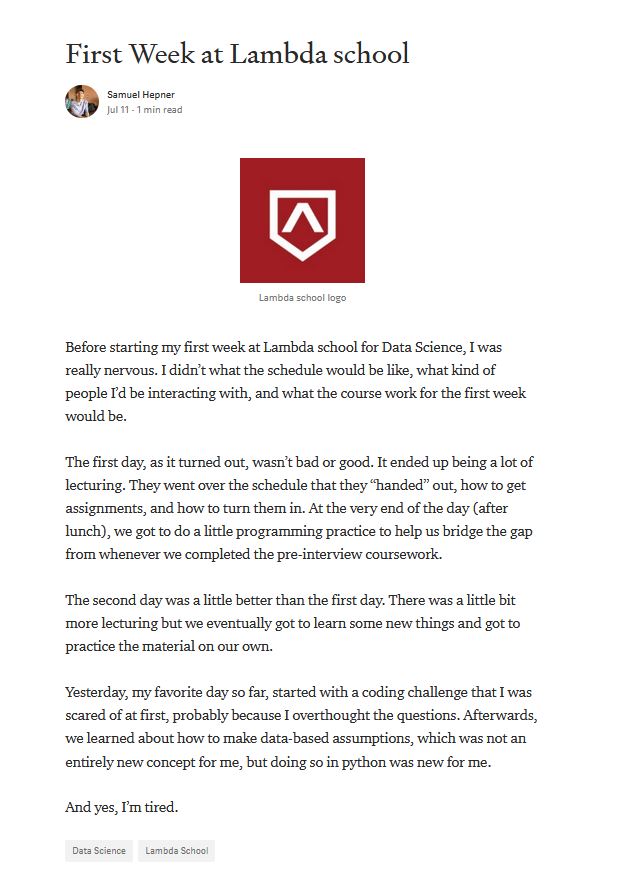 First Week at Lambda school
Samuel Hepner
Jul 11 · 1 min read
Lambda school logo
Before starting my first week at Lambda school for Data Science, I was
really nervous. I didn’t what the schedule would be like, what kind of
people I’d be interacting with, and what the course work for the first week
would be.
The first day, as it turned out, wasn’t bad or good. It ended up being a lot of
lecturing. They went over the schedule that they “handed” out, how to get
assignments, and how to turn them in. At the very end of the day (after
lunch), we got to do a little programming practice to help us bridge the gap
from whenever we completed the pre-interview coursework.
The second day was a little better than the first day. There was a little bit
more lecturing but we eventually got to learn some new things and got to
practice the material on our own.
Yesterday, my favorite day so far, started with a coding challenge that I was
scared of at first, probably because I overthought the questions. Afterwards,
we learned about how to make data-based assumptions, which was not an
entirely new concept for me, but doing so in python was new for me.
And yes, I’m tired.
Data Science
Lambda School